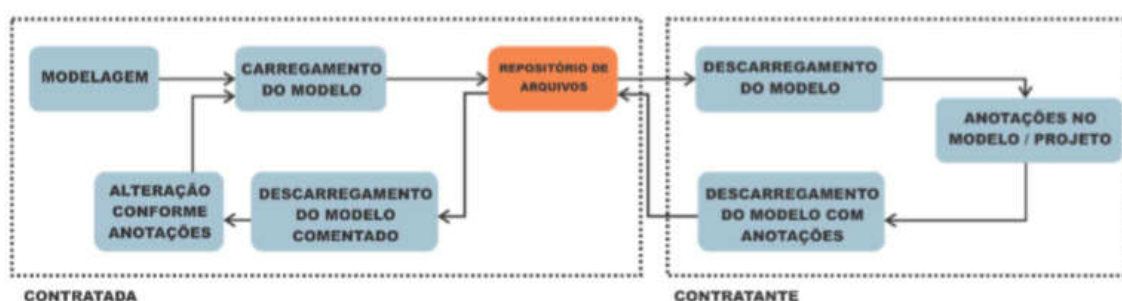 MODELAGEM
CARREGAMENTO
DO MODELO
REPOSITÓRIO DE
ARQUIVOS
DESCARREGAMENTO
DO MODELO
ANOTAÇÕES NO
MODELO / PROJETO
ALTERAÇÃO
CONFORME
ANOTAÇÕES
DESCARREGAMENTO
DO MODELO
COMENTADO
DESCARREGAMENTO
DO MODELO COM
ANOTAÇÕES
CONTRATADA
CONTRATANTE